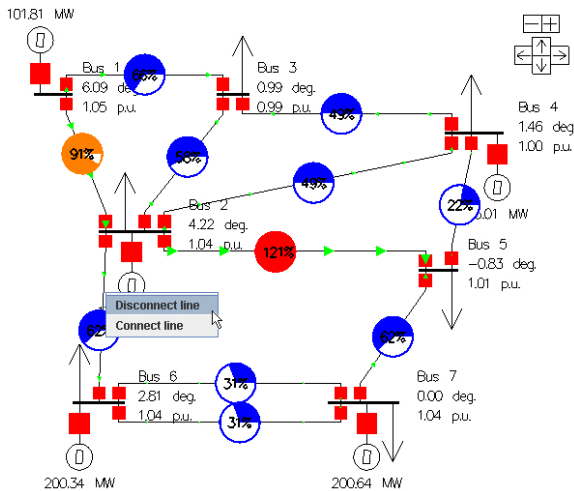 101.81 MW
Bus 1
6.09 deg.
1.05 p.u.
66%
Bus 3
0.99 deg.
0.99 p.u.
Bus 4
1.46 deg.
1.00 p.u.
49%
91%
58%
49%
22%
.01 MW
Bus 2
4.22 deg.
1.04 p.u.
121%
Bus 5
-0.83 deg.
1.01 p.u.
Disconnect line
Connect line
62%
62%
Bus 6
2.81 deg.
1.04 p.u.
31%
31%
Bus 7
0.00 deg.
1.04 p.u.
200.34 MW
200.64 MW